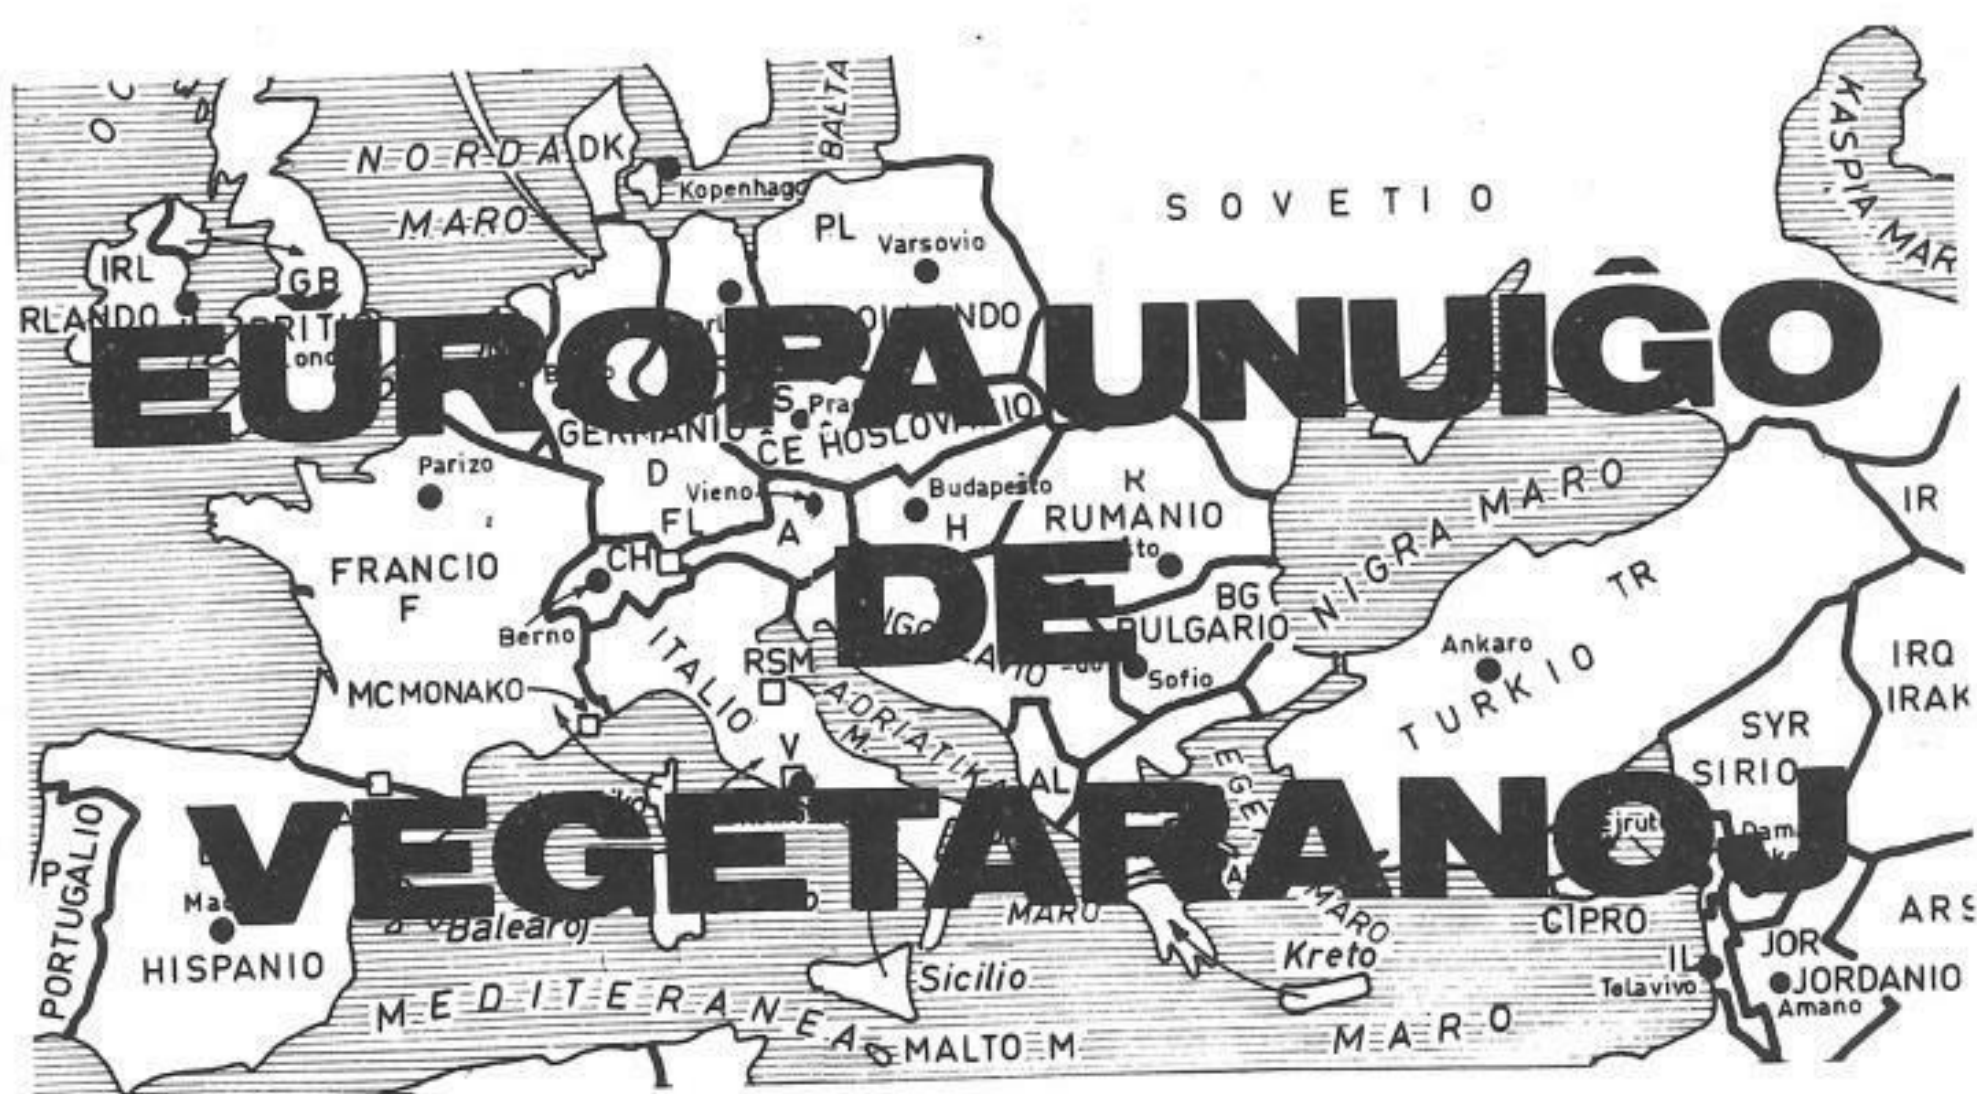 NORDA
MARO
DK
BALTA
Kopenhago
KASPIA MAR
SOVETIO
PL
Varsovio
IRL
GB
EUROPA UNUIĜO
GERMANIO
D
Parizo
Vieno
Budapeŝto
FL
A
H
R
RUMANIO
NIGRA MARO
IR
FRANCIO
F
CH
Berno
DE
BG
BULGARIO
TR
ITALIO
RSM
Sofio
Ankaro
TURKIO
IRQ
IRAK
MC MONAKO
ADRIATIKA
M.
V
AL
SYR
SIRIO
VEGETARANOJ
P
PORTUGALIO
HISPANIO
Balearoj
MARO
MARO
CIPRO
Sicilio
Kreto
IL
Telavivo
JOR
JORDANIO
Amano
MEDITERANEA
MARO
MALTO M